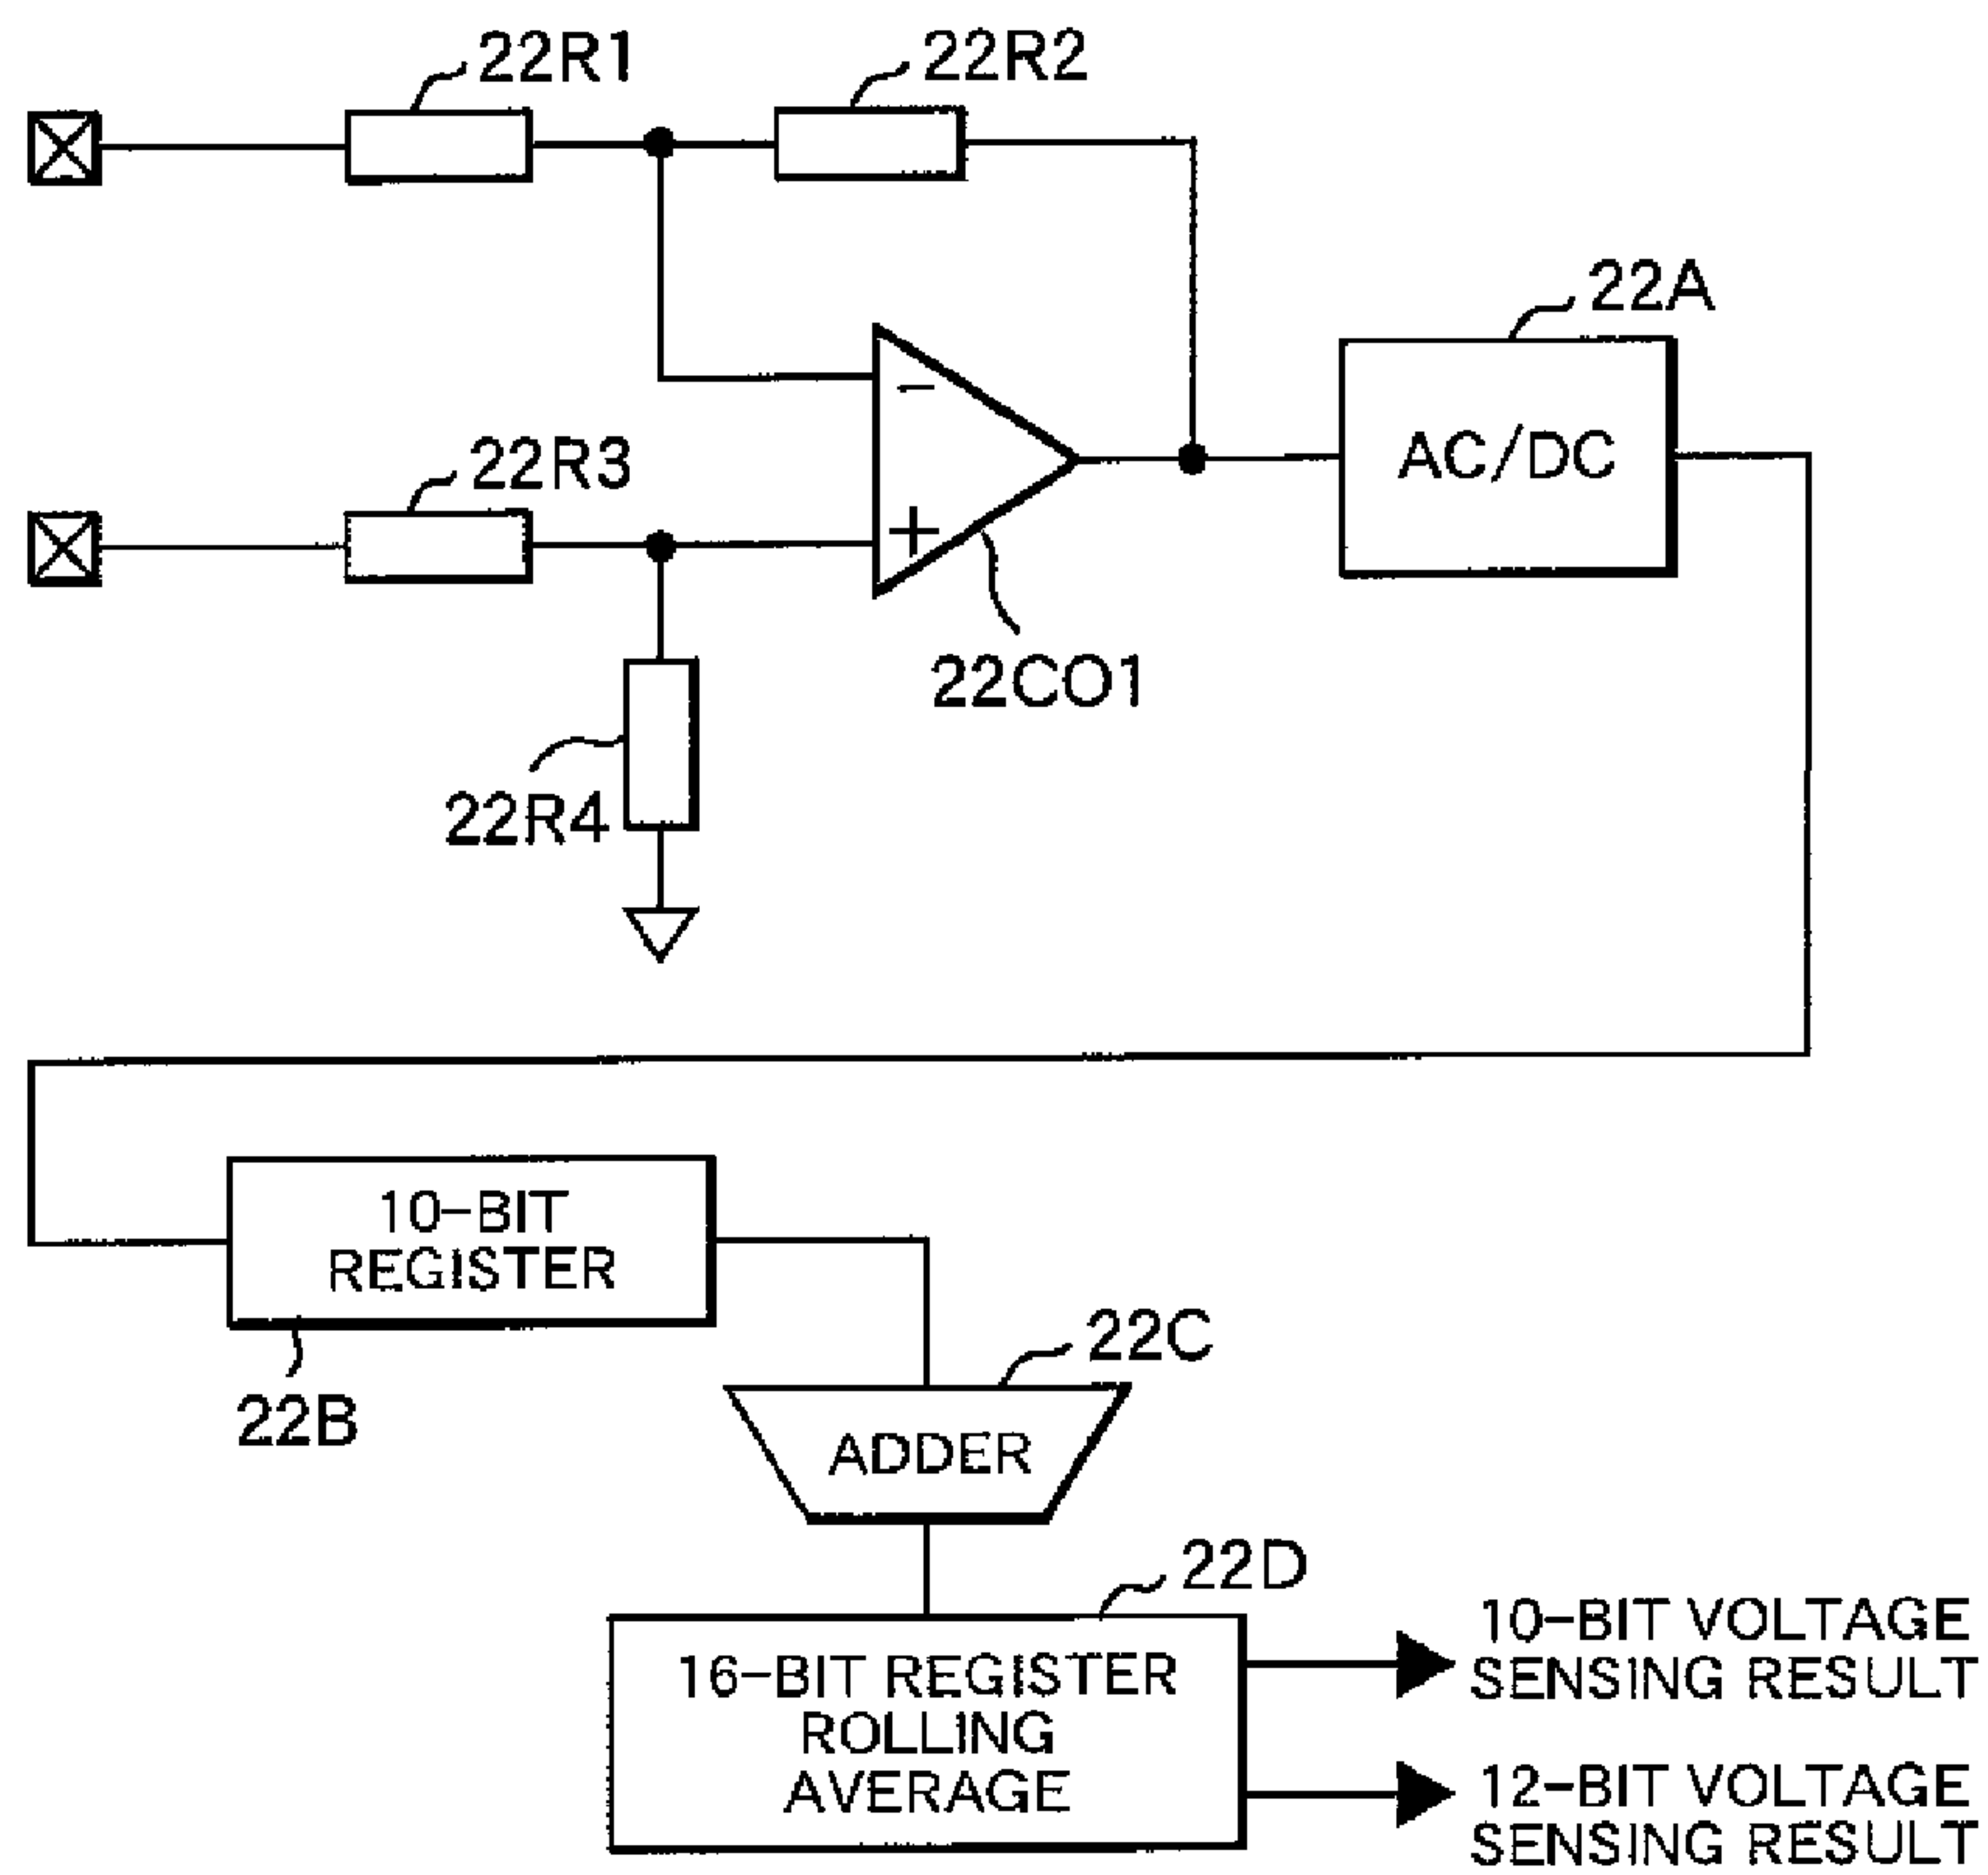 22R1
22R2
22A
AC/DC
22R3
−
+
22CO1
22R4
10-BIT
REGISTER
22B
22C
ADDER
22D
16-BIT REGISTER
ROLLING
AVERAGE
10-BIT VOLTAGE
SENSING RESULT
12-BIT VOLTAGE
SENSING RESULT